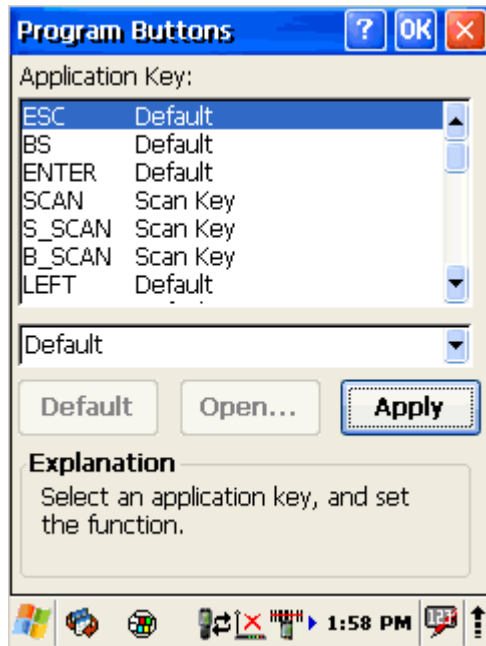 Program Buttons ? OK
Application Key:
ESC Default
BS Default
ENTER Default
SCAN Scan Key
S_SCAN Scan Key
B_SCAN Scan Key
LEFT Default
Default
Default Open... Apply
Explanation
Select an application key, and set
the function.
1:58 PM 123